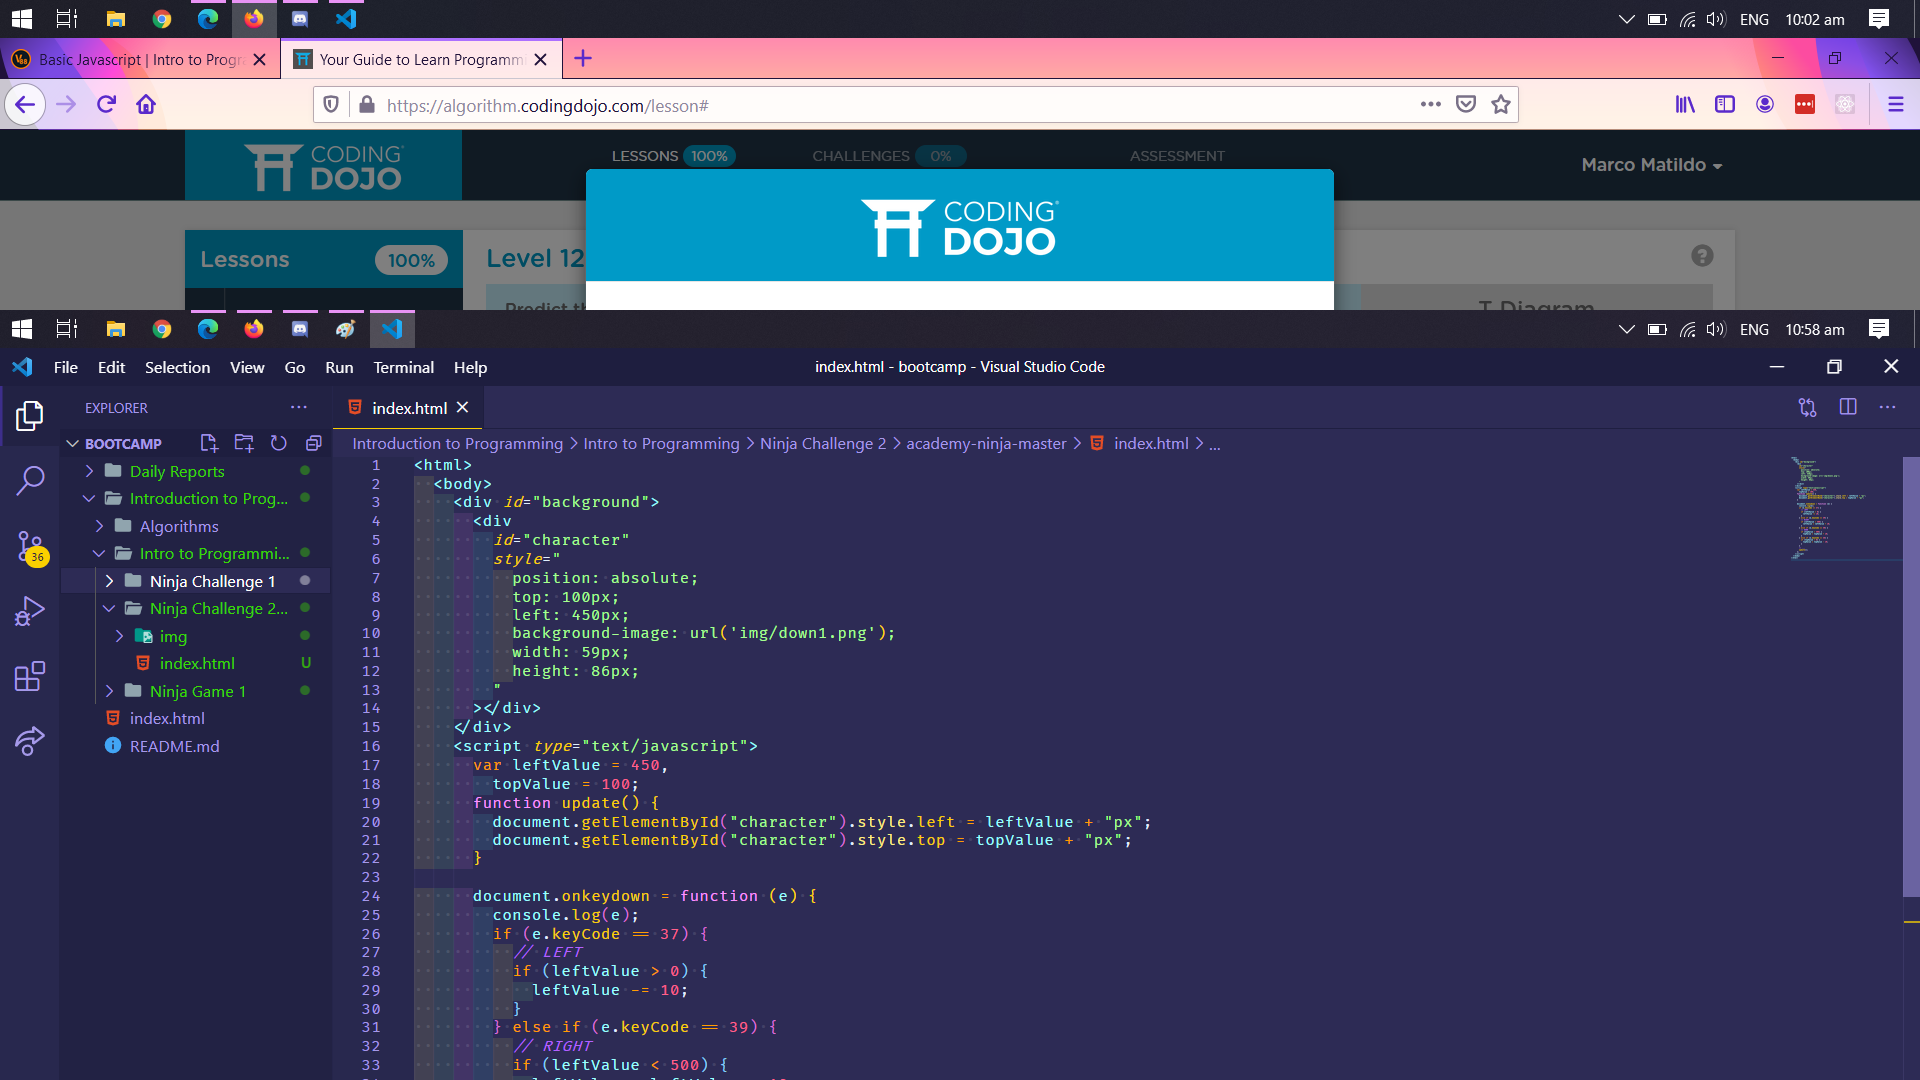 ENG 10:02 am
Basic Javascript | Intro to Progr
Your Guide to Learn Programm
https://algorithm.codingdojo.com/lesson#
CODING DOJO
LESSONS 100%
CHALLENGES 0%
ASSESSMENT
Marco Matildo
CODING DOJO
Lessons 100%
Level 12
Predict th
T Diagram
ENG 10:58 am
File Edit Selection View Go Run Terminal Help
index.html - bootcamp - Visual Studio Code
EXPLORER
index.html
BOOTCAMP
Introduction to Programming > Intro to Programming > Ninja Challenge 2 > academy-ninja-master > index.html > ...
Daily Reports
Introduction to Prog...
Algorithms
Intro to Programmi...
36
Ninja Challenge 1
Ninja Challenge 2...
img
index.html U
Ninja Game 1
index.html
README.md
1 <html>
2 <body>
3 <div id="background">
4 <div
5 id="character"
6 style="
7 position: absolute;
8 top: 100px;
9 left: 450px;
10 background-image: url('img/down1.png');
11 width: 59px;
12 height: 86px;
13 "
14 ></div>
15 </div>
16 <script type="text/javascript">
17 var leftValue = 450,
18 topValue = 100;
19 function update() {
20 document.getElementById("character").style.left = leftValue + "px";
21 document.getElementById("character").style.top = topValue + "px";
22 }
23
24 document.onkeydown = function (e) {
25 console.log(e);
26 if (e.keyCode == 37) {
27 // LEFT
28 if (leftValue > 0) {
29 leftValue -= 10;
30 }
31 } else if (e.keyCode == 39) {
32 // RIGHT
33 if (leftValue < 500) {